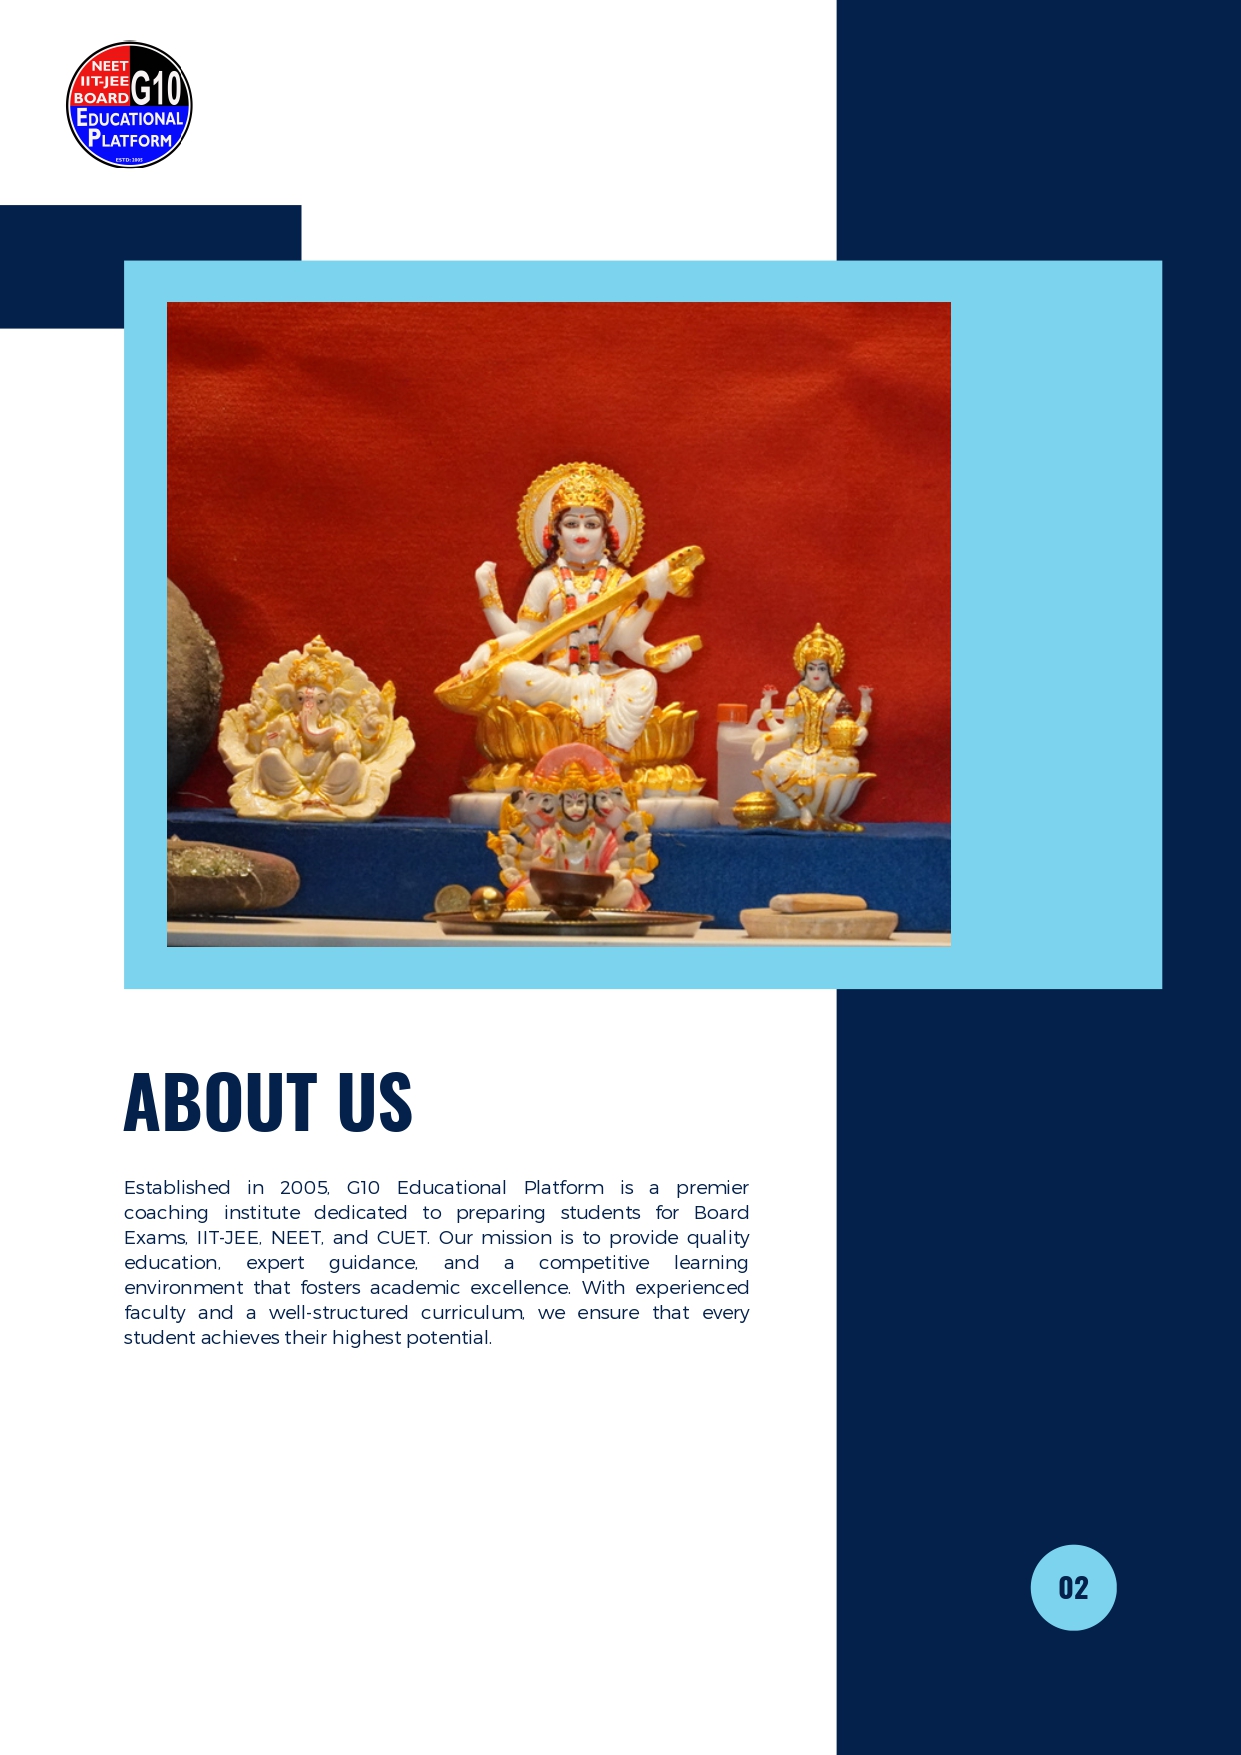 NEET
IIT-JEE
BOARD
G10
EDUCATIONAL
PLATFORM
ESTD: 2005
ABOUT US
Established in 2005, G10 Educational Platform is a premier
coaching institute dedicated to preparing students for Board
Exams, IIT-JEE, NEET, and CUET. Our mission is to provide quality
education, expert guidance, and a competitive learning
environment that fosters academic excellence. With experienced
faculty and a well-structured curriculum, we ensure that every
student achieves their highest potential.
02